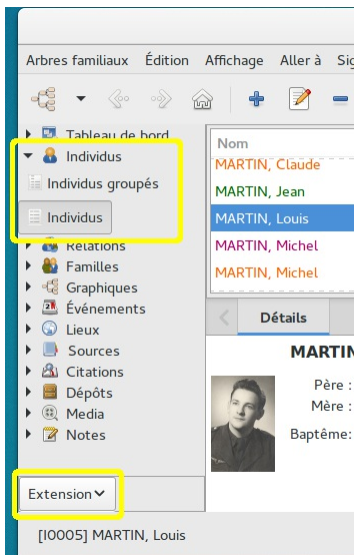 Arbres familiaux Édition Affichage Aller à
Tableau de bord
Individus
Individus groupés
Individus
Relations
Familles
Graphiques
Événements
Lieux
Sources
Citations
Dépôts
Media
Notes
Extension
Nom
MARTIN, Claude
MARTIN, Jean
MARTIN, Louis
MARTIN, Michel
MARTIN, Michel
Détails
MARTIN
Père :
Mère :
Baptême:
[I0005] MARTIN, Louis